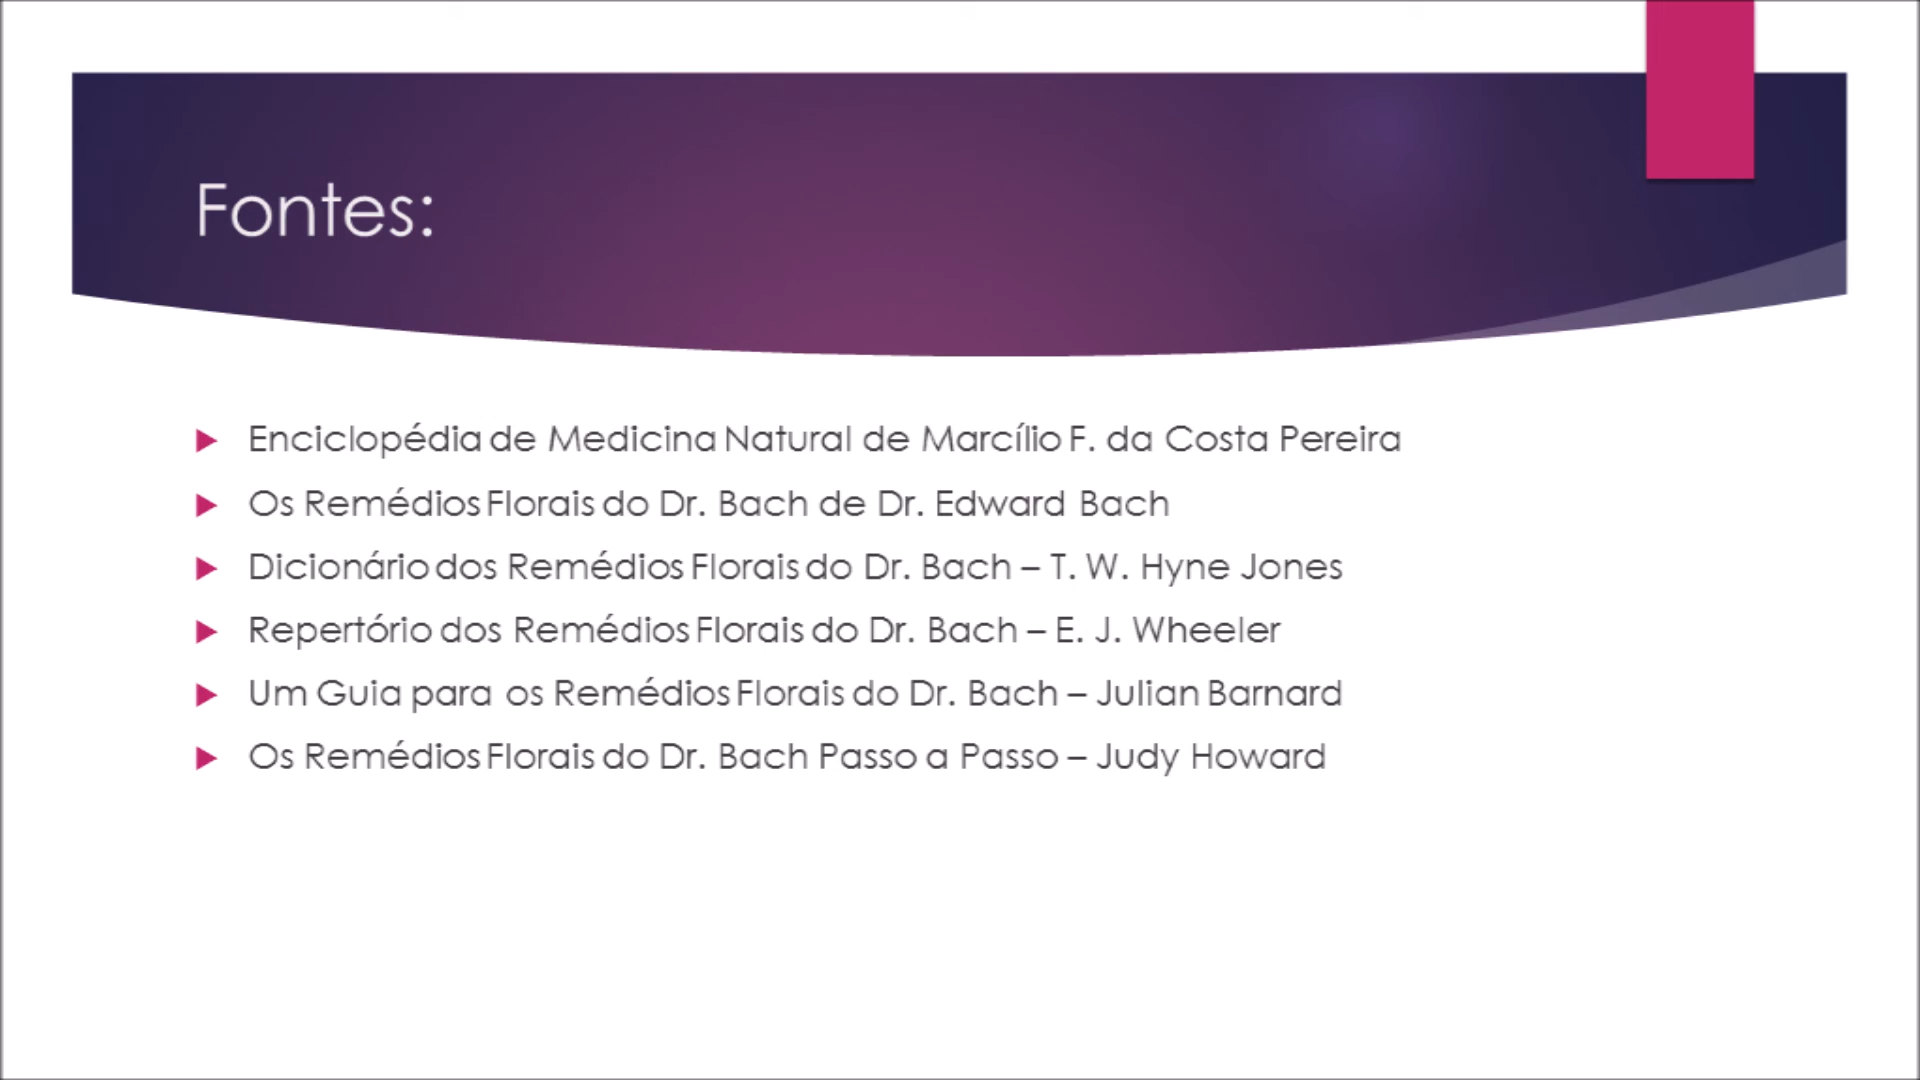 Fontes:
Enciclopédia de Medicina Natural de Marcílio F. da Costa Pereira
Os Remédios Florais do Dr. Bach de Dr. Edward Bach
Dicionário dos Remédios Florais do Dr. Bach – T. W. Hyne Jones
Repertório dos Remédios Florais do Dr. Bach – E. J. Wheeler
Um Guia para os Remédios Florais do Dr. Bach – Julian Barnard
Os Remédios Florais do Dr. Bach Passo a Passo – Judy Howard